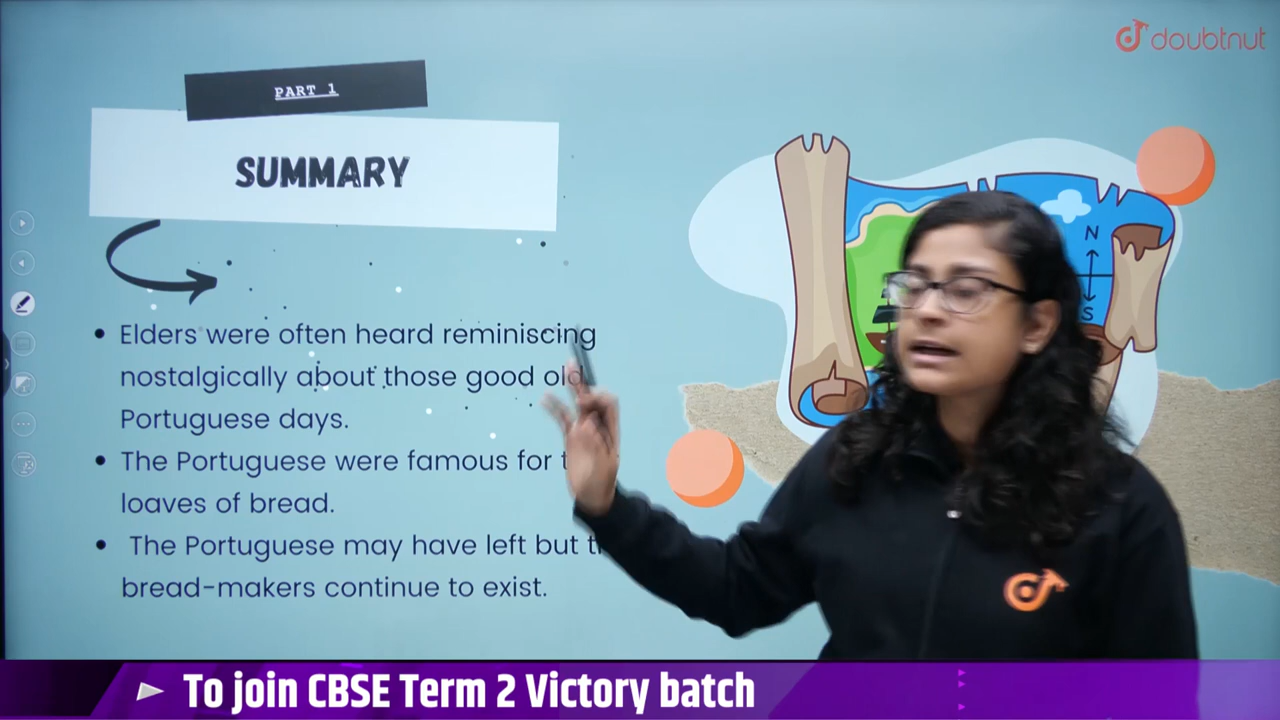 doubtnut
PART 1
SUMMARY
N
S
• Elders were often heard reminiscing
nostalgically about those good old
Portuguese days.
• The Portuguese were famous for
loaves of bread.
• The Portuguese may have left but
bread-makers continue to exist.
To join CBSE Term 2 Victory batch